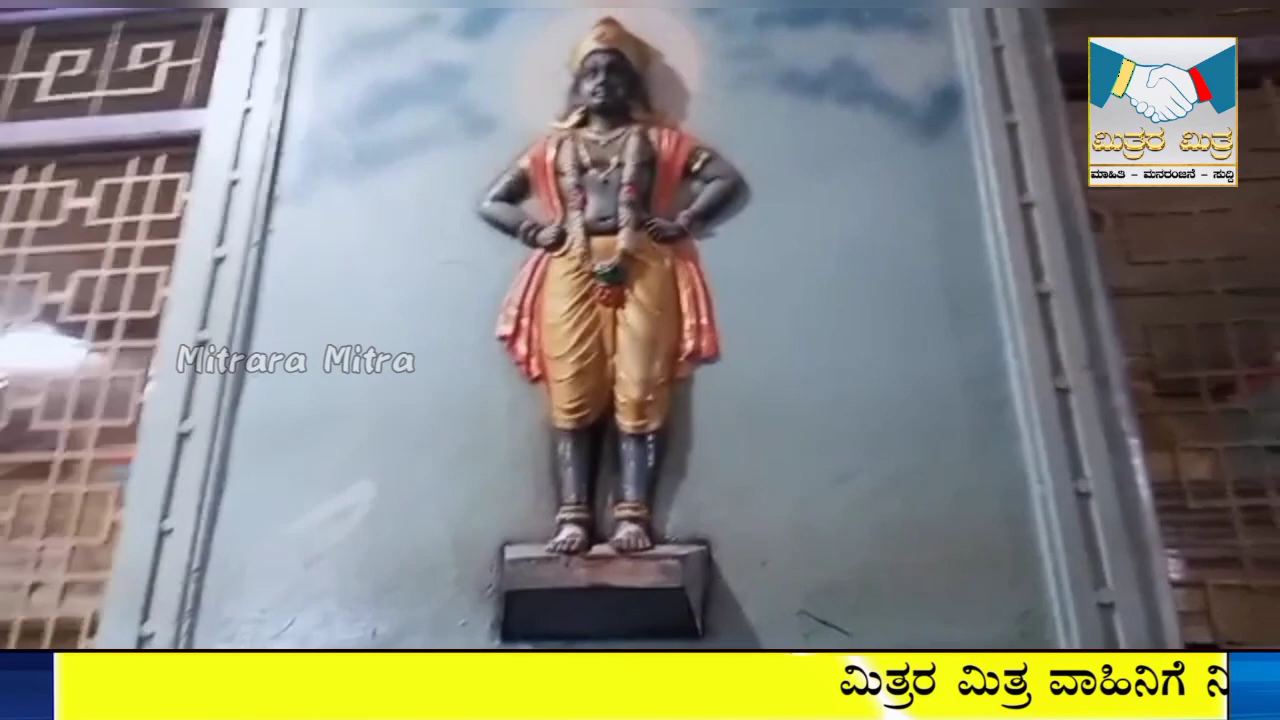 ಮಿತ್ರರ ಮಿತ್ರ
ಮಾಹಿತಿ – ಮನರಂಜನೆ – ಸುದ್ದಿ
Mitrara Mitra
ಮಿತ್ರರ ಮಿತ್ರ ವಾಹಿನಿಗೆ